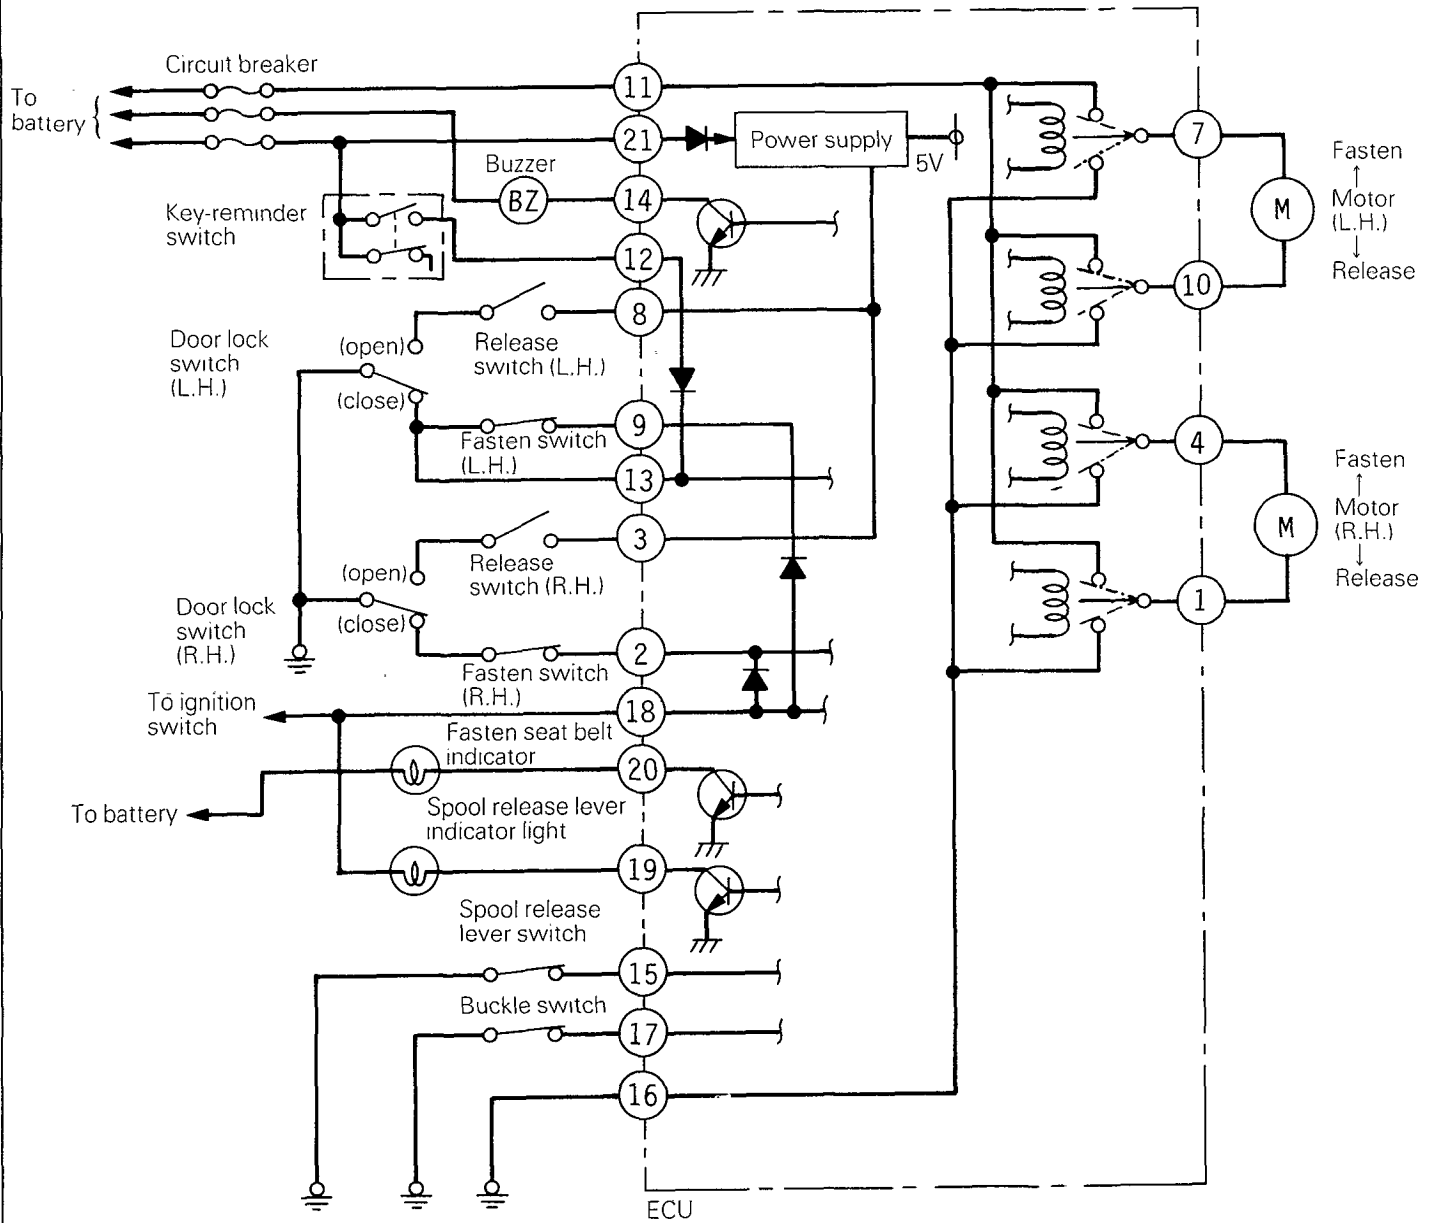 Circuit breaker
To
battery
11
21
Power supply
5V
Buzzer
BZ
14
Key-reminder
switch
12
8
Door lock
switch
(L.H.)
(open)
(close)
Release
switch (L.H.)
9
Fasten switch
(L.H.)
13
3
Release
switch (R.H.)
(open)
(close)
Door lock
switch
(R.H.)
2
Fasten switch
(R.H.)
To ignition
switch
18
Fasten seat belt
indicator
20
To battery
Spool release lever
indicator light
19
Spool release
lever switch
15
Buckle switch
17
16
ECU
7
M
Fasten
Motor
(L.H.)
Release
10
4
M
Fasten
Motor
(R.H.)
Release
1